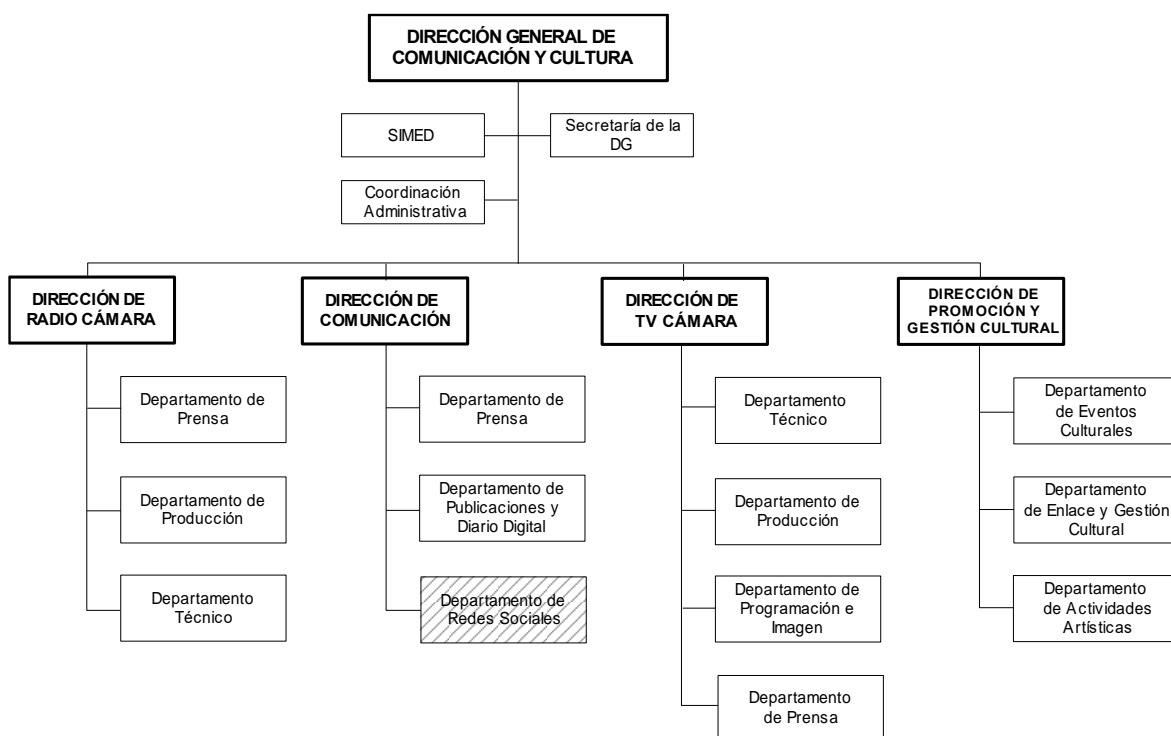 DIRECCIÓN GENERAL DE
COMUNICACIÓN Y CULTURA
SIMED
Secretaría de la
DG
Coordinación
Administrativa
DIRECCIÓN DE
RADIO CÁMARA
Departamento de
Prensa
Departamento de
Producción
Departamento
Técnico
DIRECCIÓN DE
COMUNICACIÓN
Departamento de
Prensa
Departamento de
Publicaciones y
Diario Digital
Departamento de
Redes Sociales
DIRECCIÓN DE
TV CÁMARA
Departamento
Técnico
Departamento de
Producción
Departamento de
Programación e
Imagen
Departamento
de Prensa
DIRECCIÓN DE
PROMOCIÓN Y
GESTIÓN CULTURAL
Departamento
de Eventos
Culturales
Departamento
de Enlace y Gestión
Cultural
Departamento
de Actividades
Artísticas